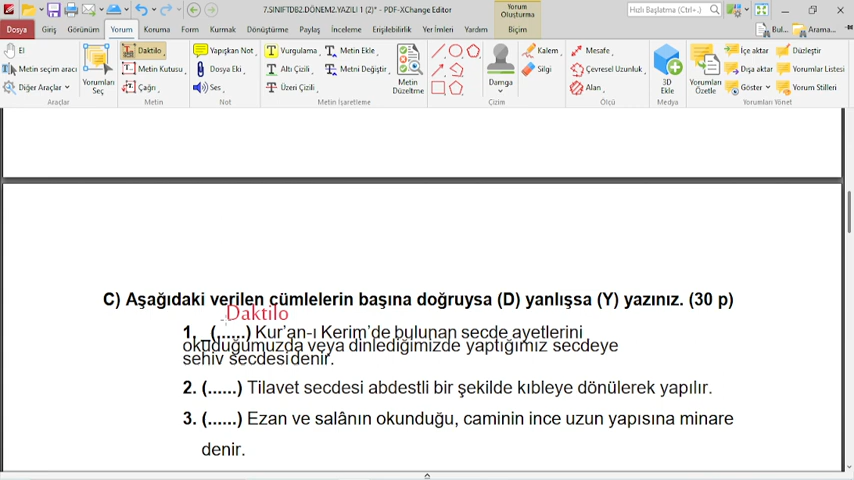 7.SINIFTDB2.DÖNEM2.YAZILI 1 (2)* - PDF-XChange Editor
Yorum Oluşturma
Hızlı Başlatma (Ctrl+.)
Dosya Giriş Görünüm Yorum Koruma Form Kurmak Dönüştürme Paylaş İnceleme Erişilebilirlik Yer İmleri Yardım Biçim
Bul... Arama...
El
Metin seçim aracı
Diğer Araçlar
Araçlar
Yorumları Seç
Daktilo
Metin Kutusu
Çağrı
Metin
Yapışkan Not
Dosya Eki
Ses
Not
Vurgulama
Altı Çizili
Üzeri Çizili
Metin Ekle
Metni Değiştir
Metin Düzeltme
Metin İşaretleme
Çizim
Kalem
Silgi
Damga
Mesafe
Çevresel Uzunluk
Alan
Ölçü
3D Ekle
Medya
Yorumları Özetle
İçe aktar
Dışa aktar
Göster
Düzleştir
Yorumlar Listesi
Yorum Stilleri
Yorumları Yönet
C) Aşağıdaki verilen cümlelerin başına doğruysa (D) yanlışsa (Y) yazınız. (30 p)
Daktilo
1. _(......) Kur'an-ı Kerim'de bulunan secde ayetlerini
okuduğumuzda veya dinlediğimizde yaptığımız secdeye
sehiv secdesi denir.
2. (......) Tilavet secdesi abdestli bir şekilde kıbleye dönülerek yapılır.
3. (......) Ezan ve salânın okunduğu, caminin ince uzun yapısına minare
denir.